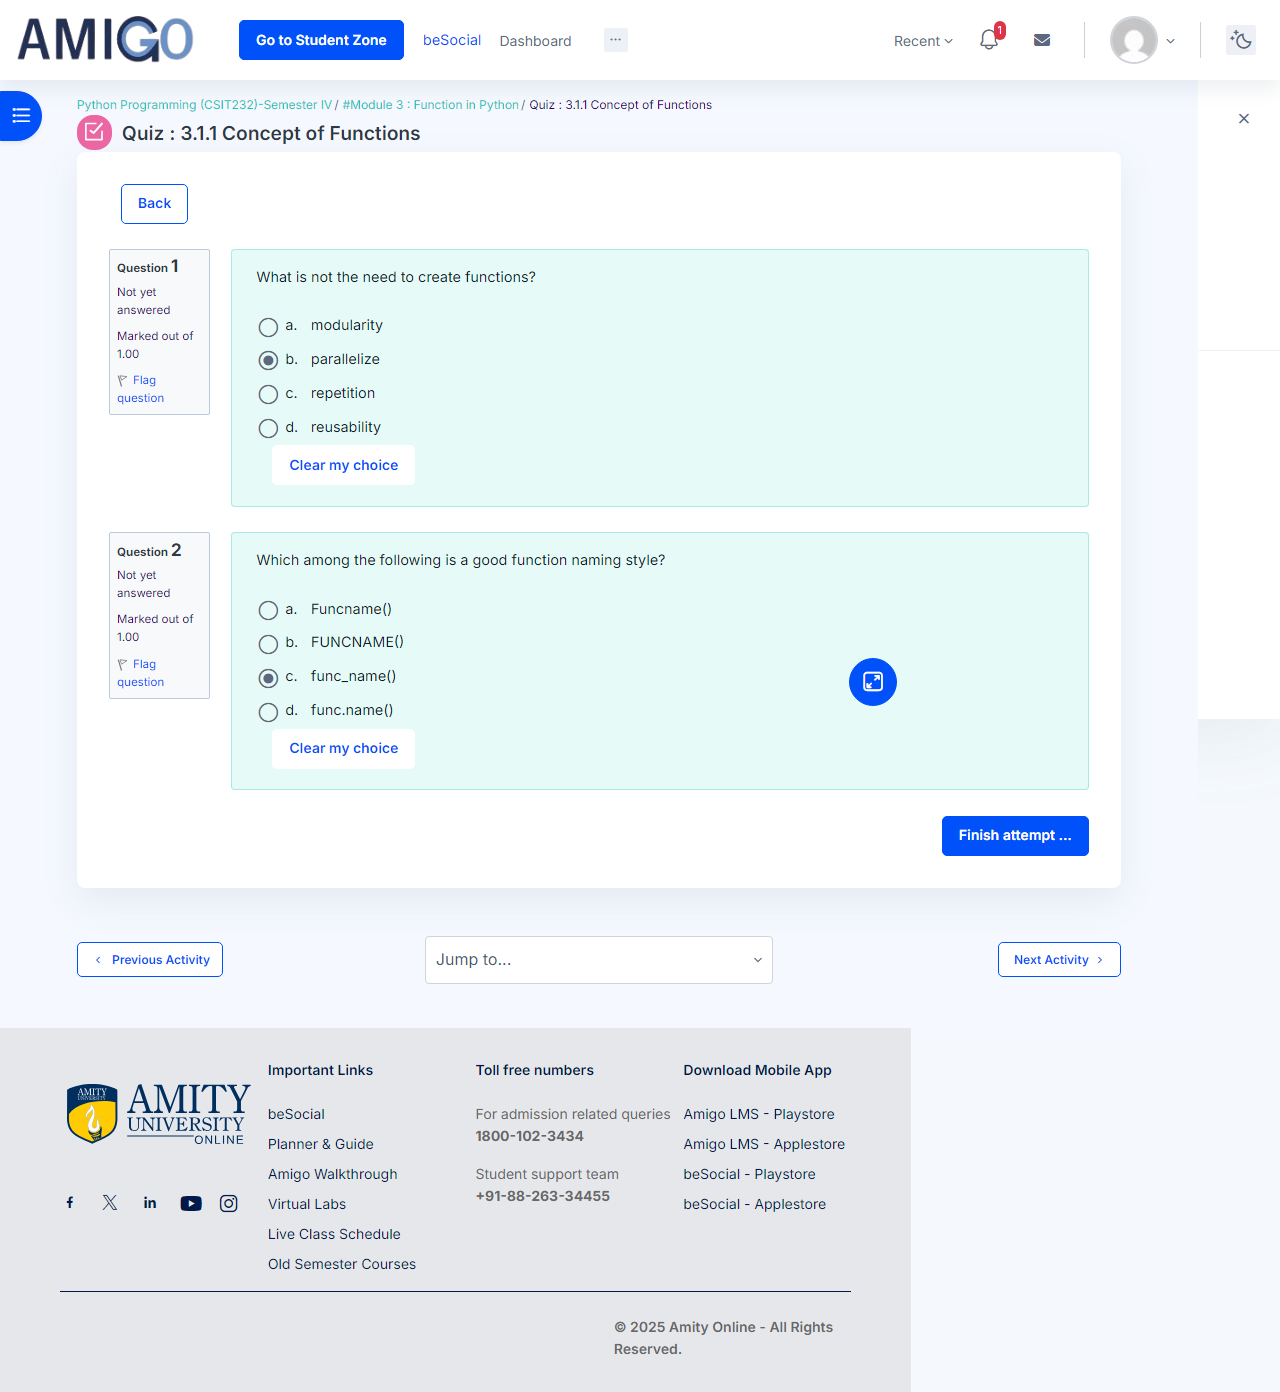 AMIGO
Go to Student Zone
beSocial
Dashboard
...
Recent
1
Python Programming (CSIT232)-Semester IV / #Module 3 : Function in Python / Quiz : 3.1.1 Concept of Functions
Quiz : 3.1.1 Concept of Functions
Back
Question 1
Not yet
answered
Marked out of
1.00
Flag
question
What is not the need to create functions?
a. modularity
b. parallelize
c. repetition
d. reusability
Clear my choice
Question 2
Not yet
answered
Marked out of
1.00
Flag
question
Which among the following is a good function naming style?
a. Funcname()
b. FUNCNAME()
c. func_name()
d. func.name()
Clear my choice
Finish attempt ...
Previous Activity
Jump to...
Next Activity
AMITY
UNIVERSITY
AMITY
UNIVERSITY
ONLINE
f
X
in
Important Links
beSocial
Planner & Guide
Amigo Walkthrough
Virtual Labs
Live Class Schedule
Old Semester Courses
Toll free numbers
For admission related queries
1800-102-3434
Student support team
+91-88-263-34455
Download Mobile App
Amigo LMS - Playstore
Amigo LMS - Applestore
beSocial - Playstore
beSocial - Applestore
© 2025 Amity Online - All Rights
Reserved.